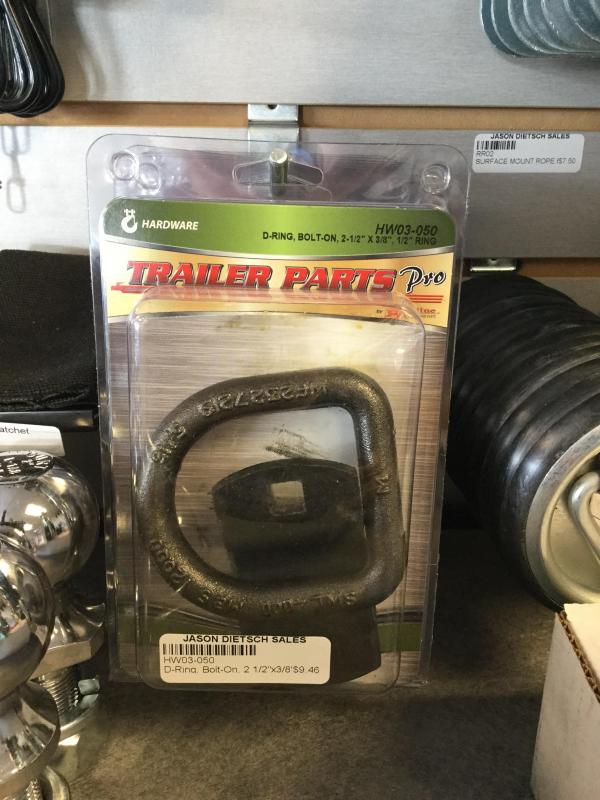 JASON DIETSCH SALES
RR02
SURFACE MOUNT ROPE I$7.50
HARDWARE
HW03-050
D-RING, BOLT-ON, 2-1/2" X 3/8", 1/2" RING
TRAILER PARTS Pro
by
atchet
JASON DIETSCH SALES
HW03-050
D-Ring, Bolt-On, 2 1/2"x3/8'$9.46